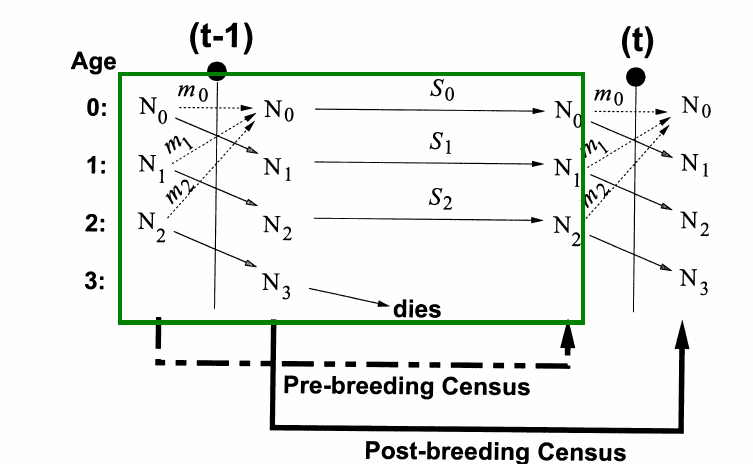 (t-1) (t)
Age
0: N0 m0 N0 S0 N0 m0 N0
1: N1 m1 N1 S1 N1 m1 N1
2: N2 m2 N2 S2 N2 m2 N2
3: N3 dies N3
Pre-breeding Census
Post-breeding Census